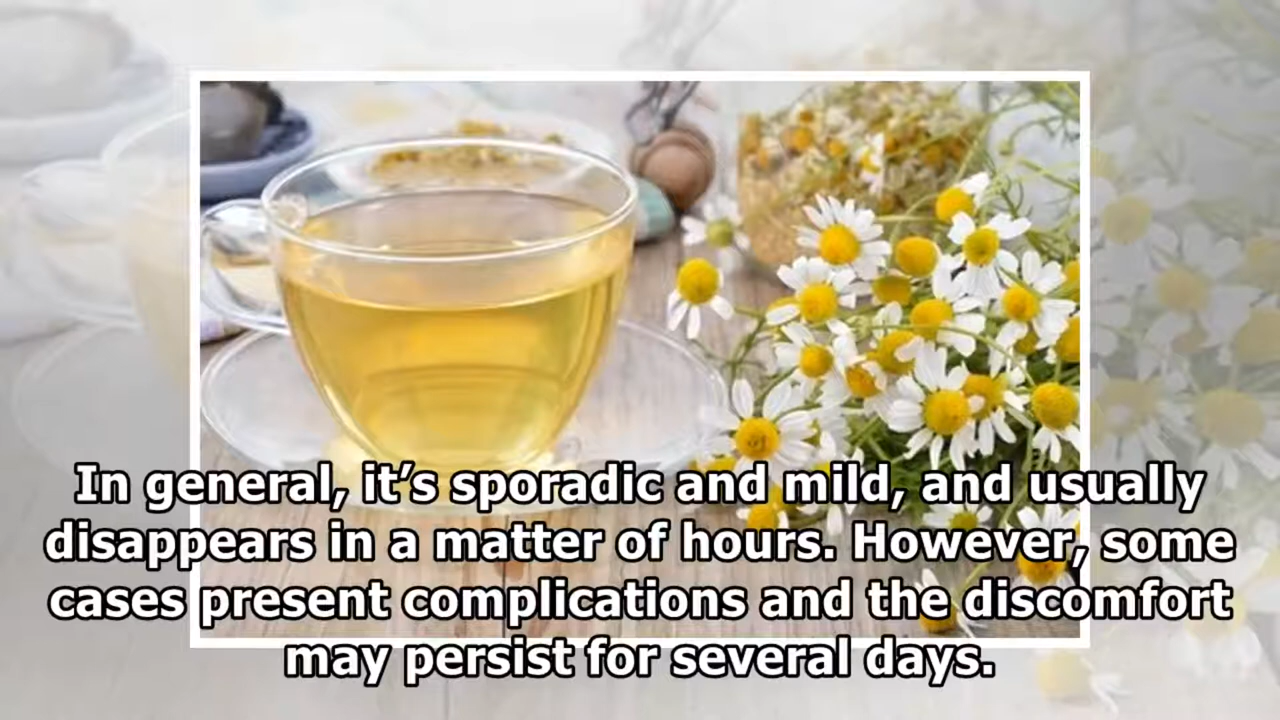 In general, it’s sporadic and mild, and usually
disappears in a matter of hours. However, some
cases present complications and the discomfort
may persist for several days.